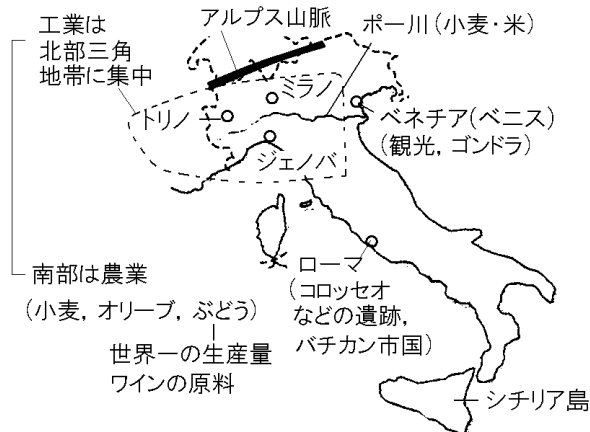 工業は
北部三角
地帯に集中
アルプス山脈
ポー川(小麦・米)
ミラノ
トリノ
ベネチア(ベニス)
(観光,ゴンドラ)
ジェノバ
南部は農業
(小麦,オリーブ,ぶどう)
世界一の生産量
ワインの原料
ローマ
(コロッセオ
などの遺跡,
バチカン市国)
シチリア島